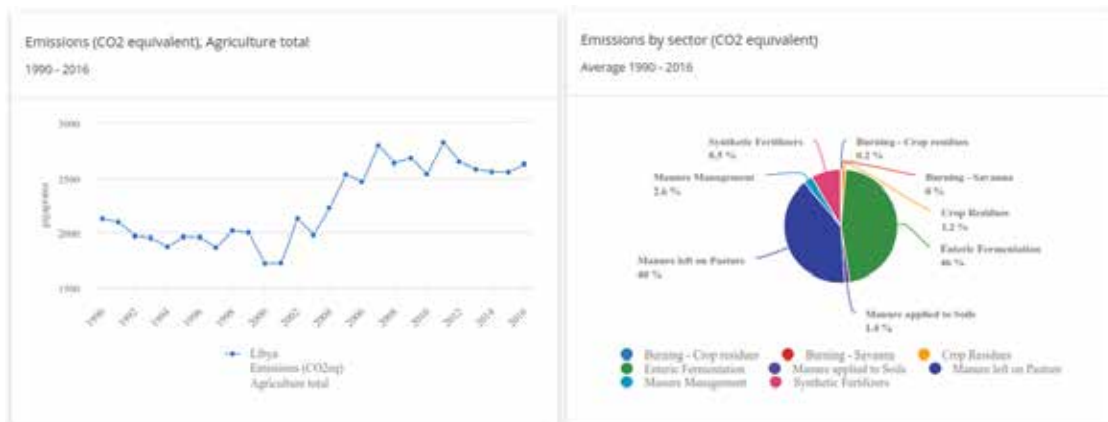 Emissions (CO2 equivalent), Agriculture total
1990 - 2016
3000
2500
2000
1500
gigagrams
1990
1992
1994
1996
1998
2000
2002
2004
2006
2008
2010
2012
2014
2016
Libya
Emissions (CO2eq)
Agriculture total
Emissions by sector (CO2 equivalent)
Average 1990 - 2016
Synthetic Fertilizers
8.5 %
Burning - Crop residues
0.2 %
Manure Management
2.6 %
Burning - Savanna
0 %
Crop Residues
1.2 %
Enteric Fermentation
46 %
Manure left on Pasture
40 %
Manure applied to Soils
1.4 %
Burning - Crop residues
Burning - Savanna
Crop Residues
Enteric Fermentation
Manure applied to Soils
Manure left on Pasture
Manure Management
Synthetic Fertilizers